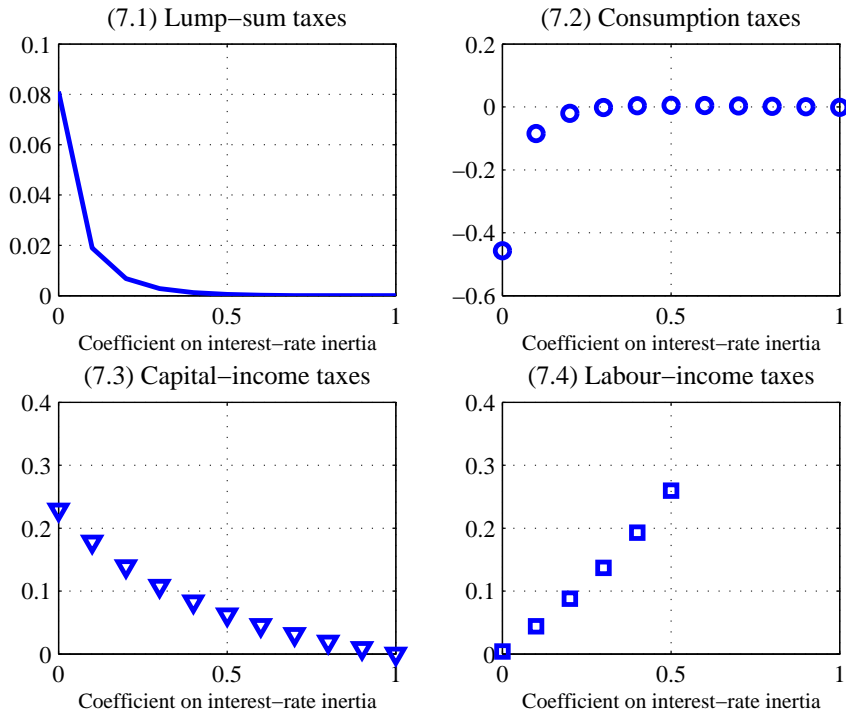 (7.1) Lump−sum taxes
0.1
0.08
0.06
0.04
0.02
0
0 0.5 1
Coefficient on interest−rate inertia
(7.2) Consumption taxes
0.2
0
−0.2
−0.4
−0.6
0 0.5 1
Coefficient on interest−rate inertia
(7.3) Capital−income taxes
0.4
0.3
0.2
0.1
0
0 0.5 1
Coefficient on interest−rate inertia
(7.4) Labour−income taxes
0.4
0.3
0.2
0.1
0
0 0.5 1
Coefficient on interest−rate inertia